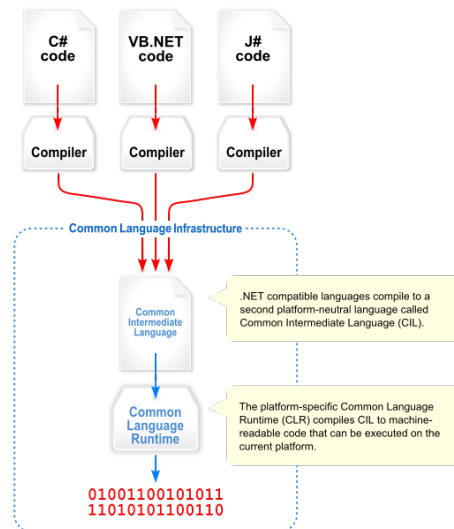 C#
code
VB.NET
code
J#
code
Compiler
Compiler
Compiler
Common Language Infrastructure
Common
Intermediate
Language
.NET compatible languages compile to a
second platform-neutral language called
Common Intermediate Language (CIL).
Common
Language
Runtime
The platform-specific Common Language
Runtime (CLR) compiles CIL to machine-
readable code that can be executed on the
current platform.
01001100101011
11010101100110